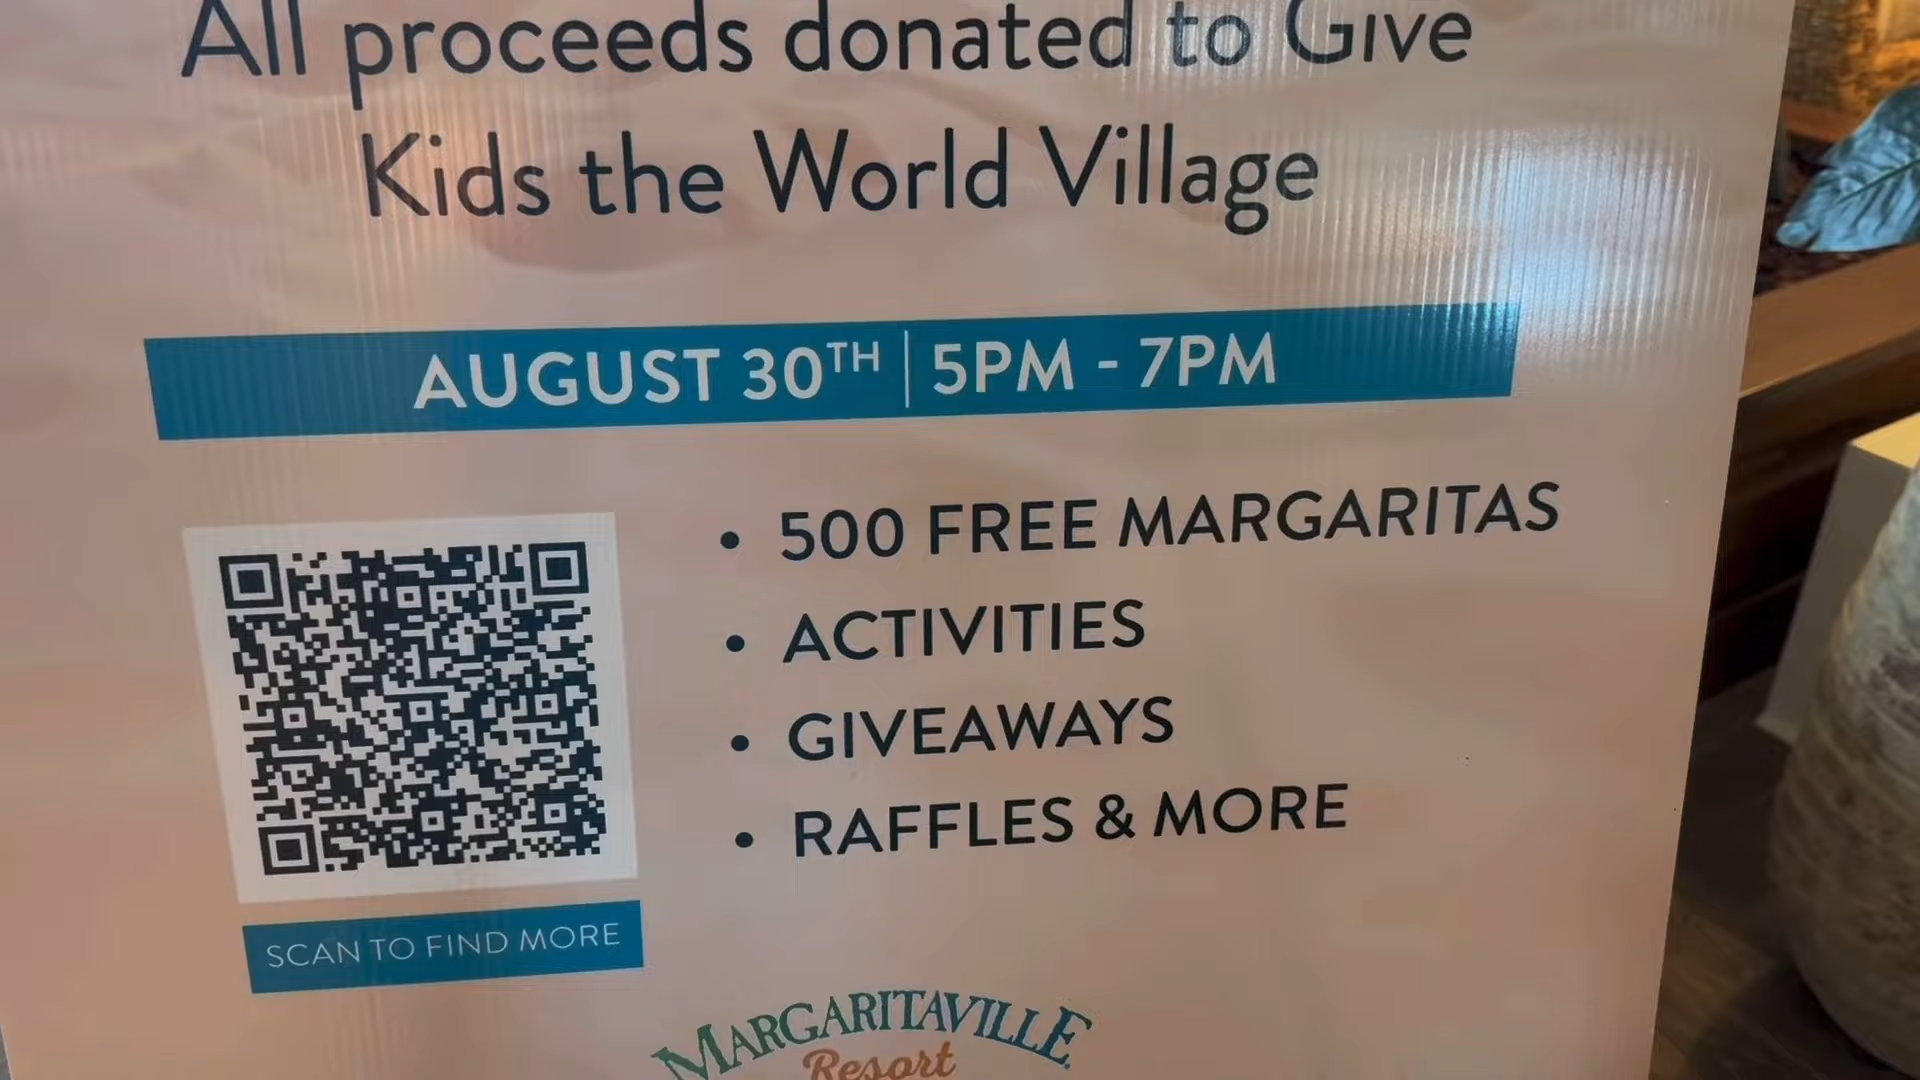 All proceeds donated to Give
Kids the World Village
AUGUST 30TH | 5PM - 7PM
• 500 FREE MARGARITAS
• ACTIVITIES
• GIVEAWAYS
• RAFFLES & MORE
SCAN TO FIND MORE
MARGARITAVILLE
Resort